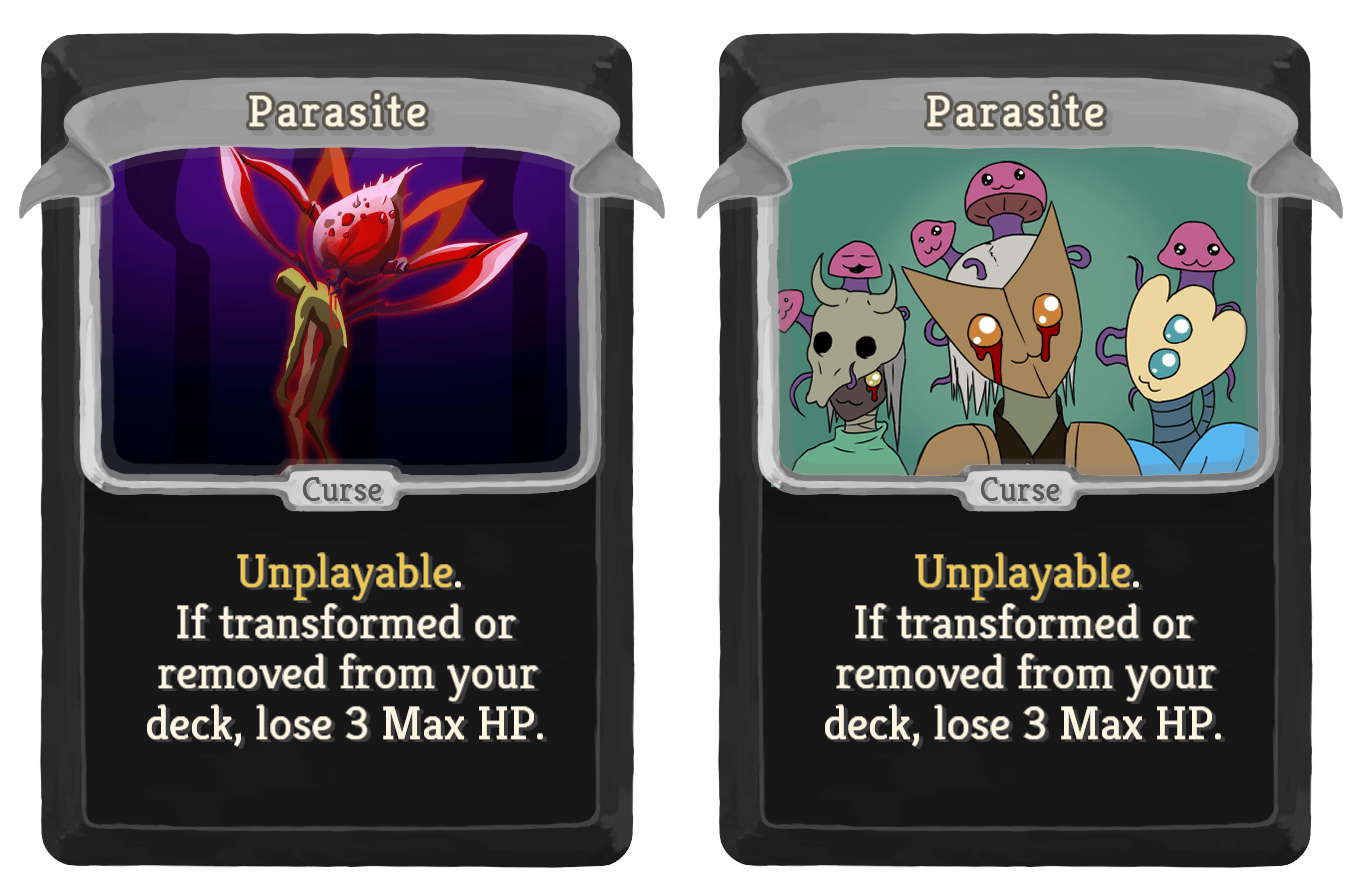 Parasite
Curse
Unplayable.
If transformed or
removed from your
deck, lose 3 Max HP.
Parasite
Curse
Unplayable.
If transformed or
removed from your
deck, lose 3 Max HP.